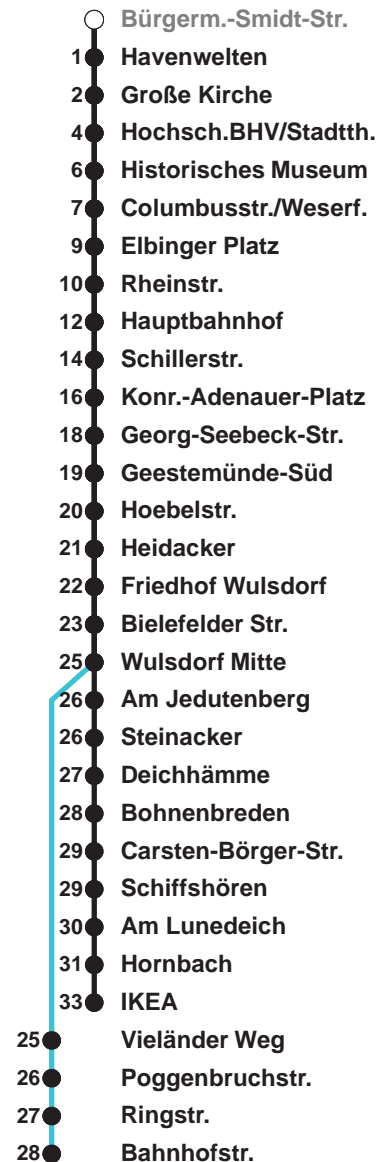 Bürgerm.-Smidt-Str.
1 Havenwelten
2 Große Kirche
4 Hochsch.BHV/Stadtth.
6 Historisches Museum
7 Columbusstr./Weserf.
9 Elbinger Platz
10 Rheinstr.
12 Hauptbahnhof
14 Schillerstr.
16 Konr.-Adenauer-Platz
18 Georg-Seebeck-Str.
19 Geestemünde-Süd
20 Hoebelstr.
21 Heidacker
22 Friedhof Wulsdorf
23 Bielefelder Str.
25 Wulsdorf Mitte
26 Am Jedutenberg
26 Steinacker
27 Deichhämme
28 Bohnenbreden
29 Carsten-Börger-Str.
29 Schiffshören
30 Am Lunedeich
31 Hornbach
33 IKEA
25 Vieländer Weg
26 Poggenbruchstr.
27 Ringstr.
28 Bahnhofstr.